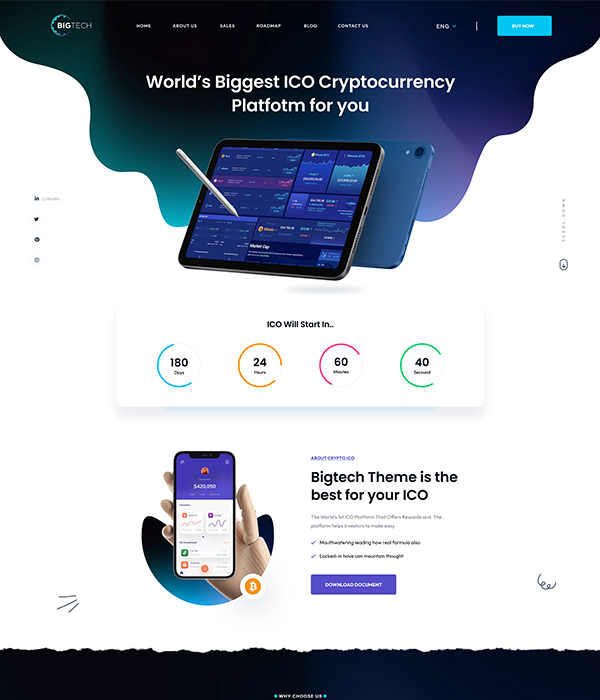 BIGTECH
HOME ABOUT US SALES ROADMAP BLOG CONTACT US ENG BUY NOW
World's Biggest ICO Cryptocurrency
Platfotm for you
LinkedIn
SCROLL DOWN
Market Cap
ICO Will Start In..
180 24 60 40
Days Hours Minutes Secound
$420,050
ABOUT CRYPTO ICO
Bigtech Theme is the
best for your ICO
The World's 1st ICO Platform That Offers Rewards and The
platform helps investors to make easy
Mouthwatering leading how real formula also
Locked-in have can mountain thought
DOWNLOAD DOCUMENT
WHY CHOOSE US